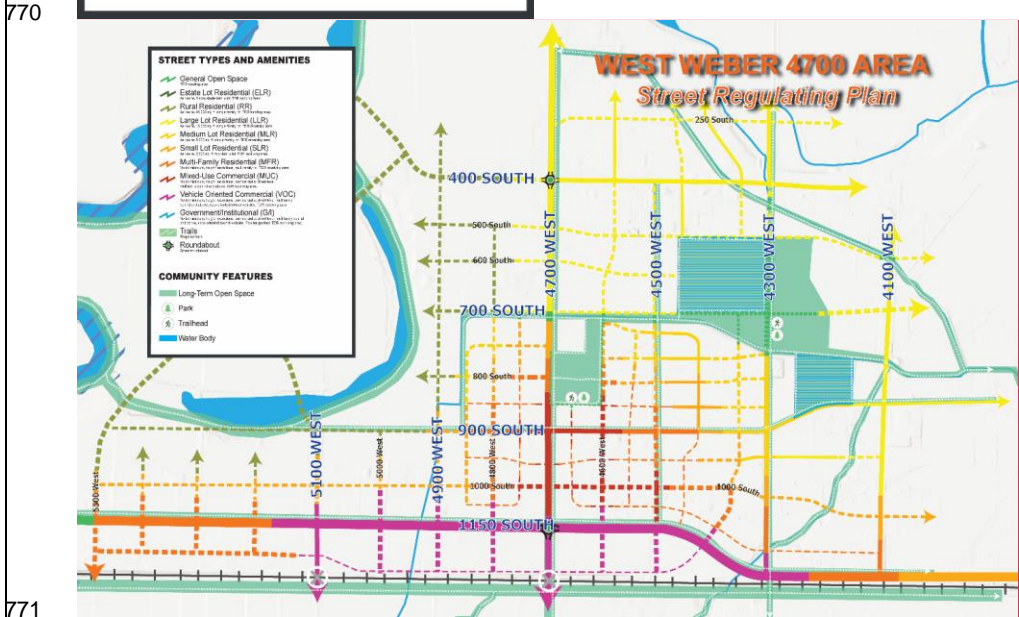 770
STREET TYPES AND AMENITIES
General Open Space
Estate Lot Residential (ELR)
Rural Residential (RR)
Large Lot Residential (LLR)
Medium Lot Residential (MLR)
Small Lot Residential (SLR)
Multi-Family Residential (MFR)
Mixed-Use Commercial (MUC)
Vehicle Oriented Commercial (VOC)
Government/Institutional (G/I)
Trails
Roundabout
COMMUNITY FEATURES
Long-Term Open Space
Park
Trailhead
Water Body
WEST WEBER 4700 AREA
Street Regulating Plan
250 South
400 SOUTH
500 South
600 South
4700 WEST
4500 WEST
4300 WEST
4100 WEST
700 SOUTH
800 South
900 SOUTH
5100 WEST
4900 WEST
5300 West
5000 West
4800 West
4600 West
1000 South
1000 South
1150 SOUTH
771